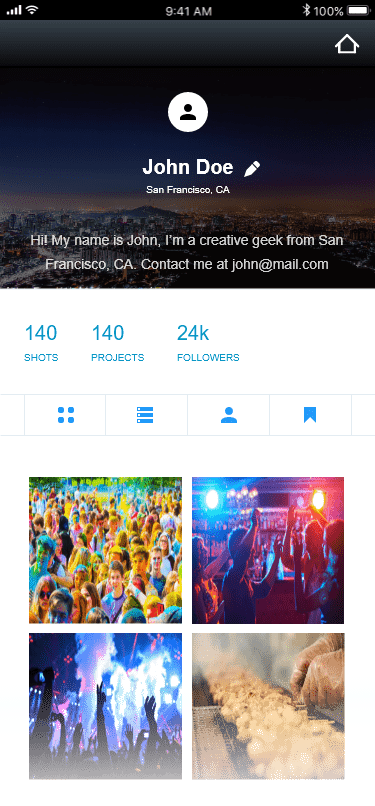 9:41 AM
100%
John Doe
San Francisco, CA
Hi! My name is John, I'm a creative geek from San
Francisco, CA. Contact me at john@mail.com
140
140
24k
SHOTS
PROJECTS
FOLLOWERS